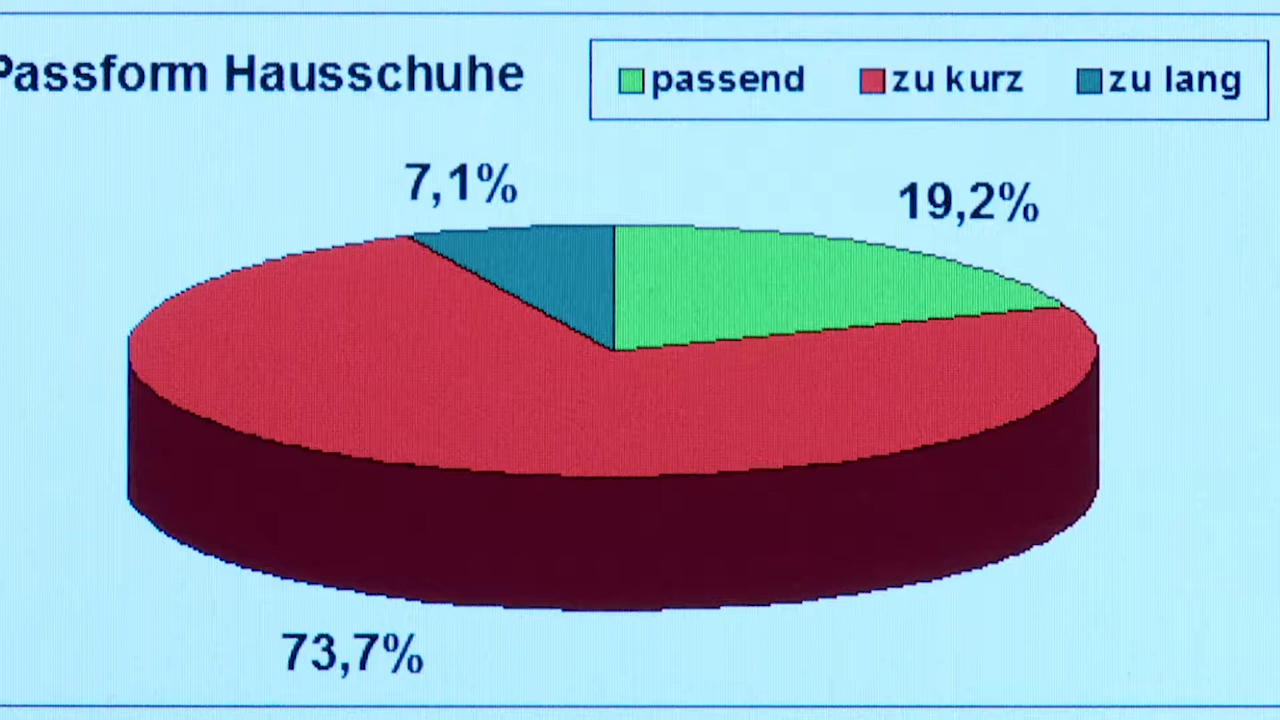 Passform Hausschuhe
passend zu kurz zu lang
7,1%
19,2%
73,7%